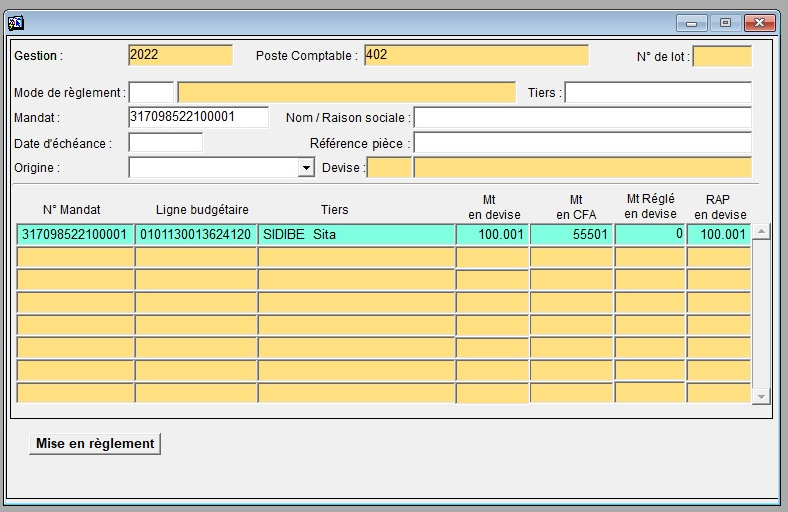 Gestion : 2022 Poste Comptable : 402 N° de lot :
Mode de règlement : Tiers :
Mandat : 317098522100001 Nom / Raison sociale :
Date d'échéance : Référence pièce :
Origine : Devise :
N° Mandat Ligne budgétaire Tiers Mt en devise Mt en CFA Mt Réglé en devise RAP en devise
317098522100001 0101130013624120 SIDIBE Sita 100.001 55501 0 100.001
Mise en règlement